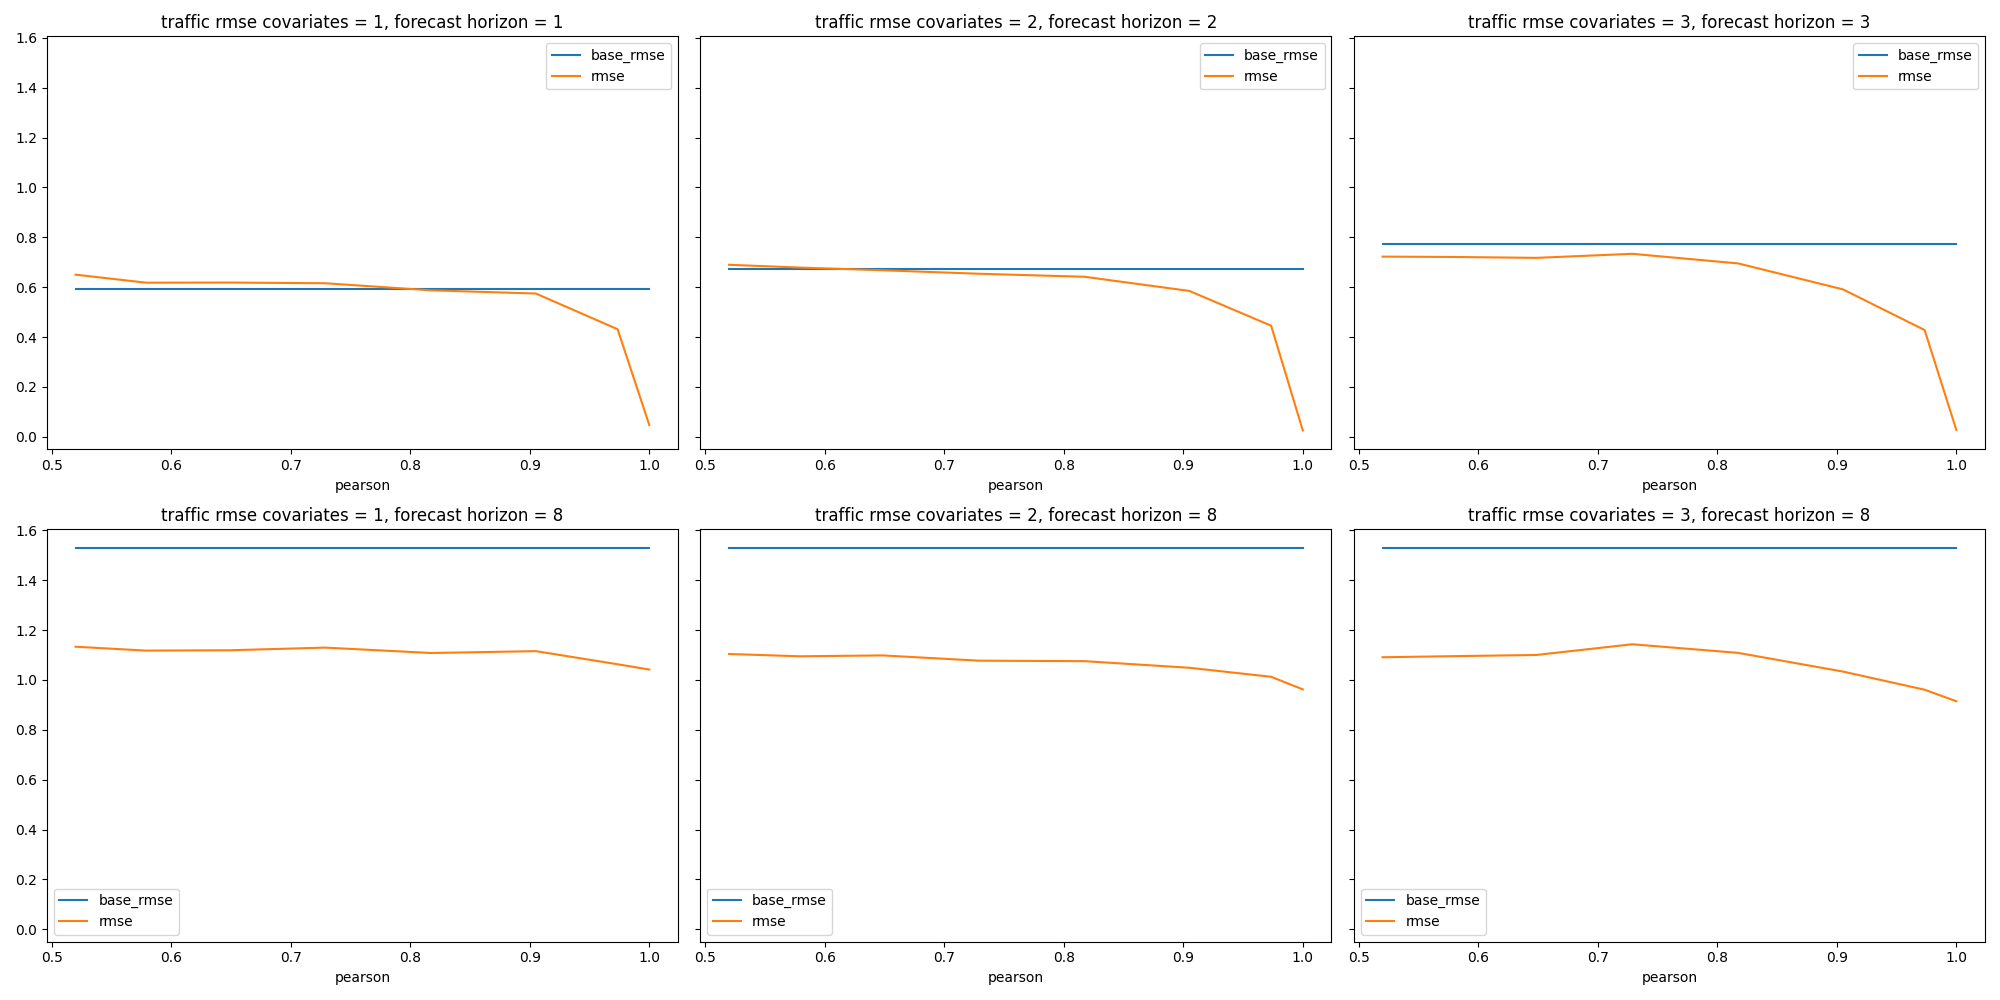 traffic rmse covariates = 1, forecast horizon = 1
base_rmse
rmse
1.6
1.4
1.2
1.0
0.8
0.6
0.4
0.2
0.0
0.5 0.6 0.7 0.8 0.9 1.0
pearson
traffic rmse covariates = 2, forecast horizon = 2
base_rmse
rmse
0.5 0.6 0.7 0.8 0.9 1.0
pearson
traffic rmse covariates = 3, forecast horizon = 3
base_rmse
rmse
0.5 0.6 0.7 0.8 0.9 1.0
pearson
traffic rmse covariates = 1, forecast horizon = 8
1.6
1.4
1.2
1.0
0.8
0.6
0.4
0.2
0.0
base_rmse
rmse
0.5 0.6 0.7 0.8 0.9 1.0
pearson
traffic rmse covariates = 2, forecast horizon = 8
base_rmse
rmse
0.5 0.6 0.7 0.8 0.9 1.0
pearson
traffic rmse covariates = 3, forecast horizon = 8
base_rmse
rmse
0.5 0.6 0.7 0.8 0.9 1.0
pearson